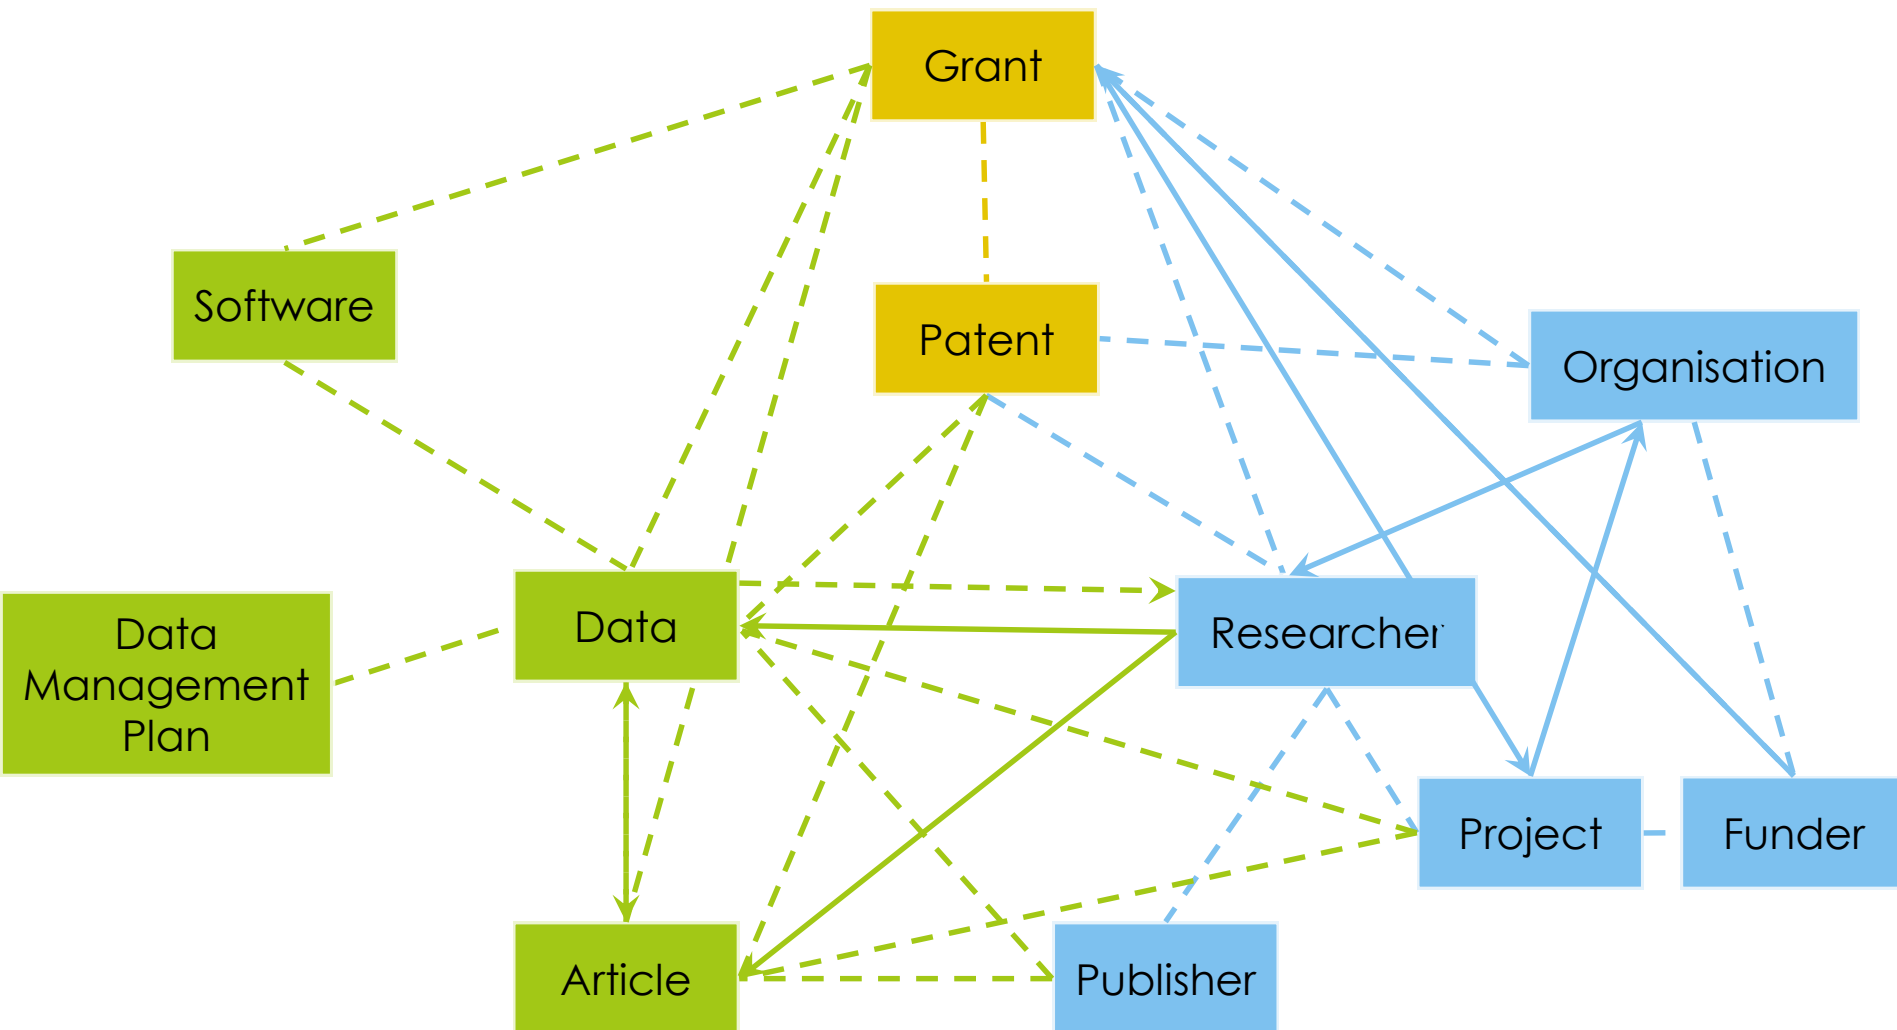 Grant
Software
Patent
Organisation
Data
Management
Plan
Data
Researcher
Project
Funder
Article
Publisher